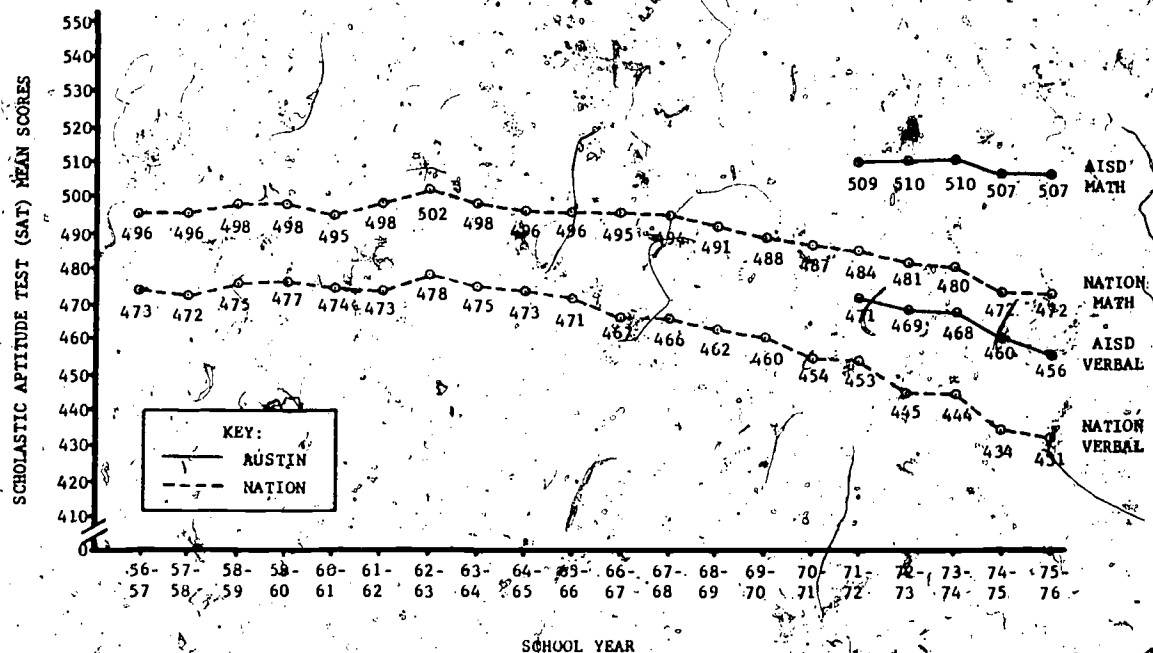 550
540
530
520
510
500
490
480
470
460
450
440
430
420
410
0
SCHOLASTIC APTITUDE TEST (SAT) MEAN SCORES
509 510 510 507 507
AISD
MATH
496 496 498 498 495 498 502 498 496 496 495 494 491 488 487 484 481 480 472 472
NATION
MATH
471 469 468 460 456
AISD
VERBAL
473 472 475 477 474 473 478 475 473 471 466 462 460 454 453 445 444 434 431
NATION
VERBAL
KEY:
AUSTIN
NATION
56- 57- 58- 59- 60- 61- 62- 63- 64- 65- 66- 67- 68- 69- 70- 71- 72- 73- 74- 75-
57 58 59 60 61 62 63 64 65 66 67 68 69 70 71 72 73 74 75 76
SCHOOL YEAR